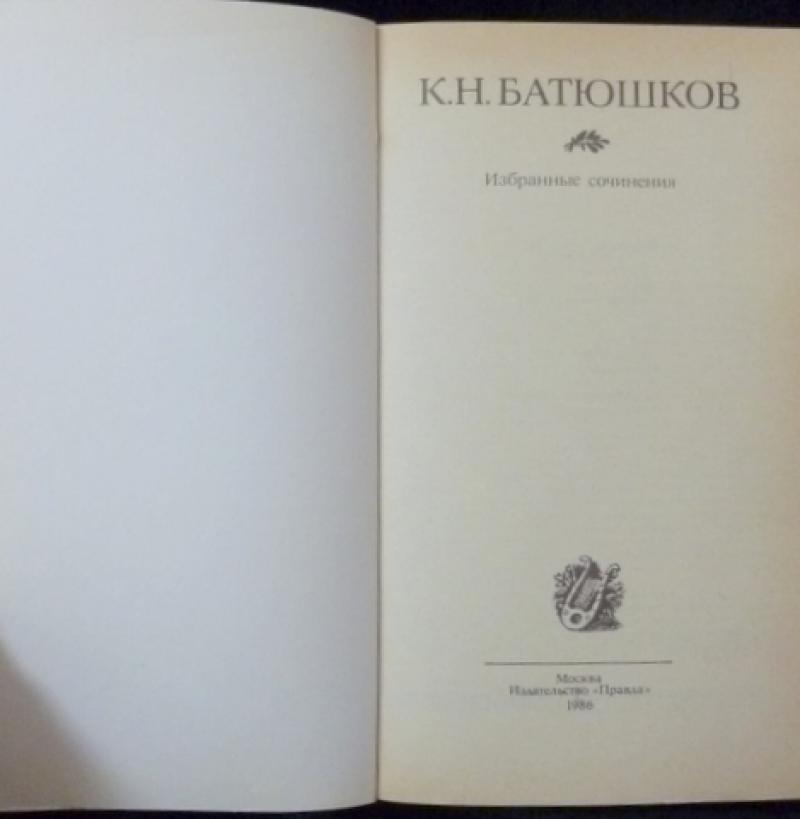 К.Н. БАТЮШКОВ
Избранные сочинения
Москва
Издательство «Правда»
1986